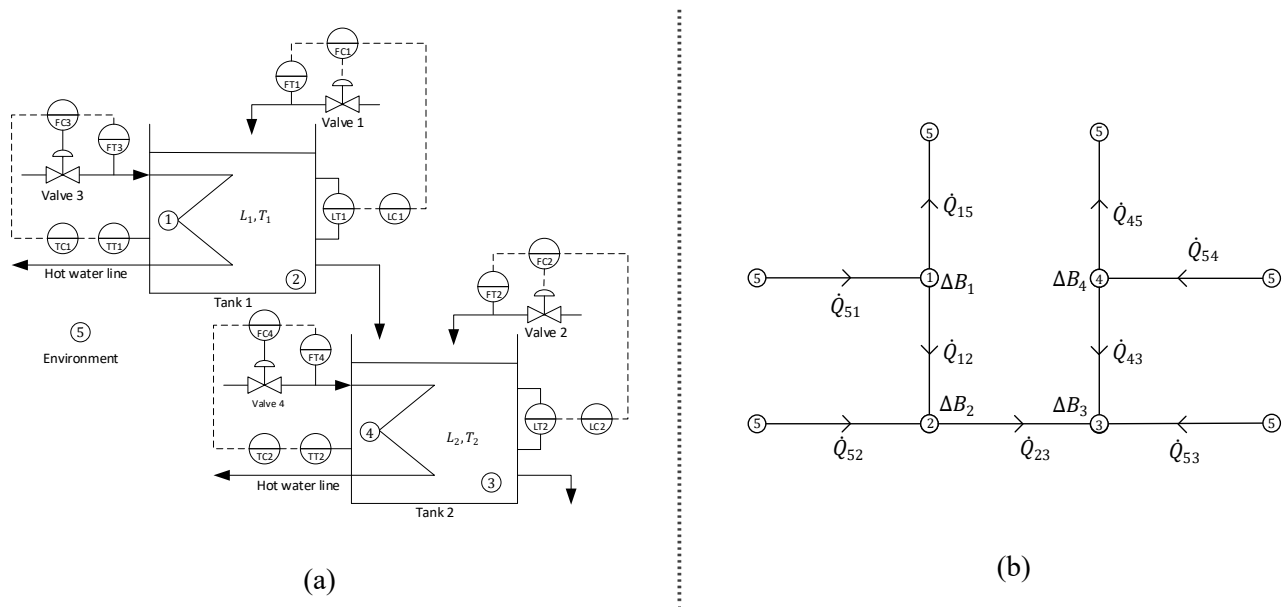 FC1
FT1
Valve 1
FC3
FT3
Valve 3
1
L₁,T₁
LT1
LC1
TC1
TT1
Hot water line
2
Tank 1
5
Environment
FC2
FT2
Valve 2
FC4
FT4
Valve 4
4
L₂,T₂
LT2
LC2
TC2
TT2
Hot water line
3
Tank 2
(a)
5
5
Q̇₁₅
Q̇₄₅
Q̇₅₄
5
1
ΔB₁
ΔB₄
4
5
Q̇₅₁
Q̇₁₂
Q̇₄₃
ΔB₂
ΔB₃
5
2
3
5
Q̇₅₂
Q̇₂₃
Q̇₅₃
(b)